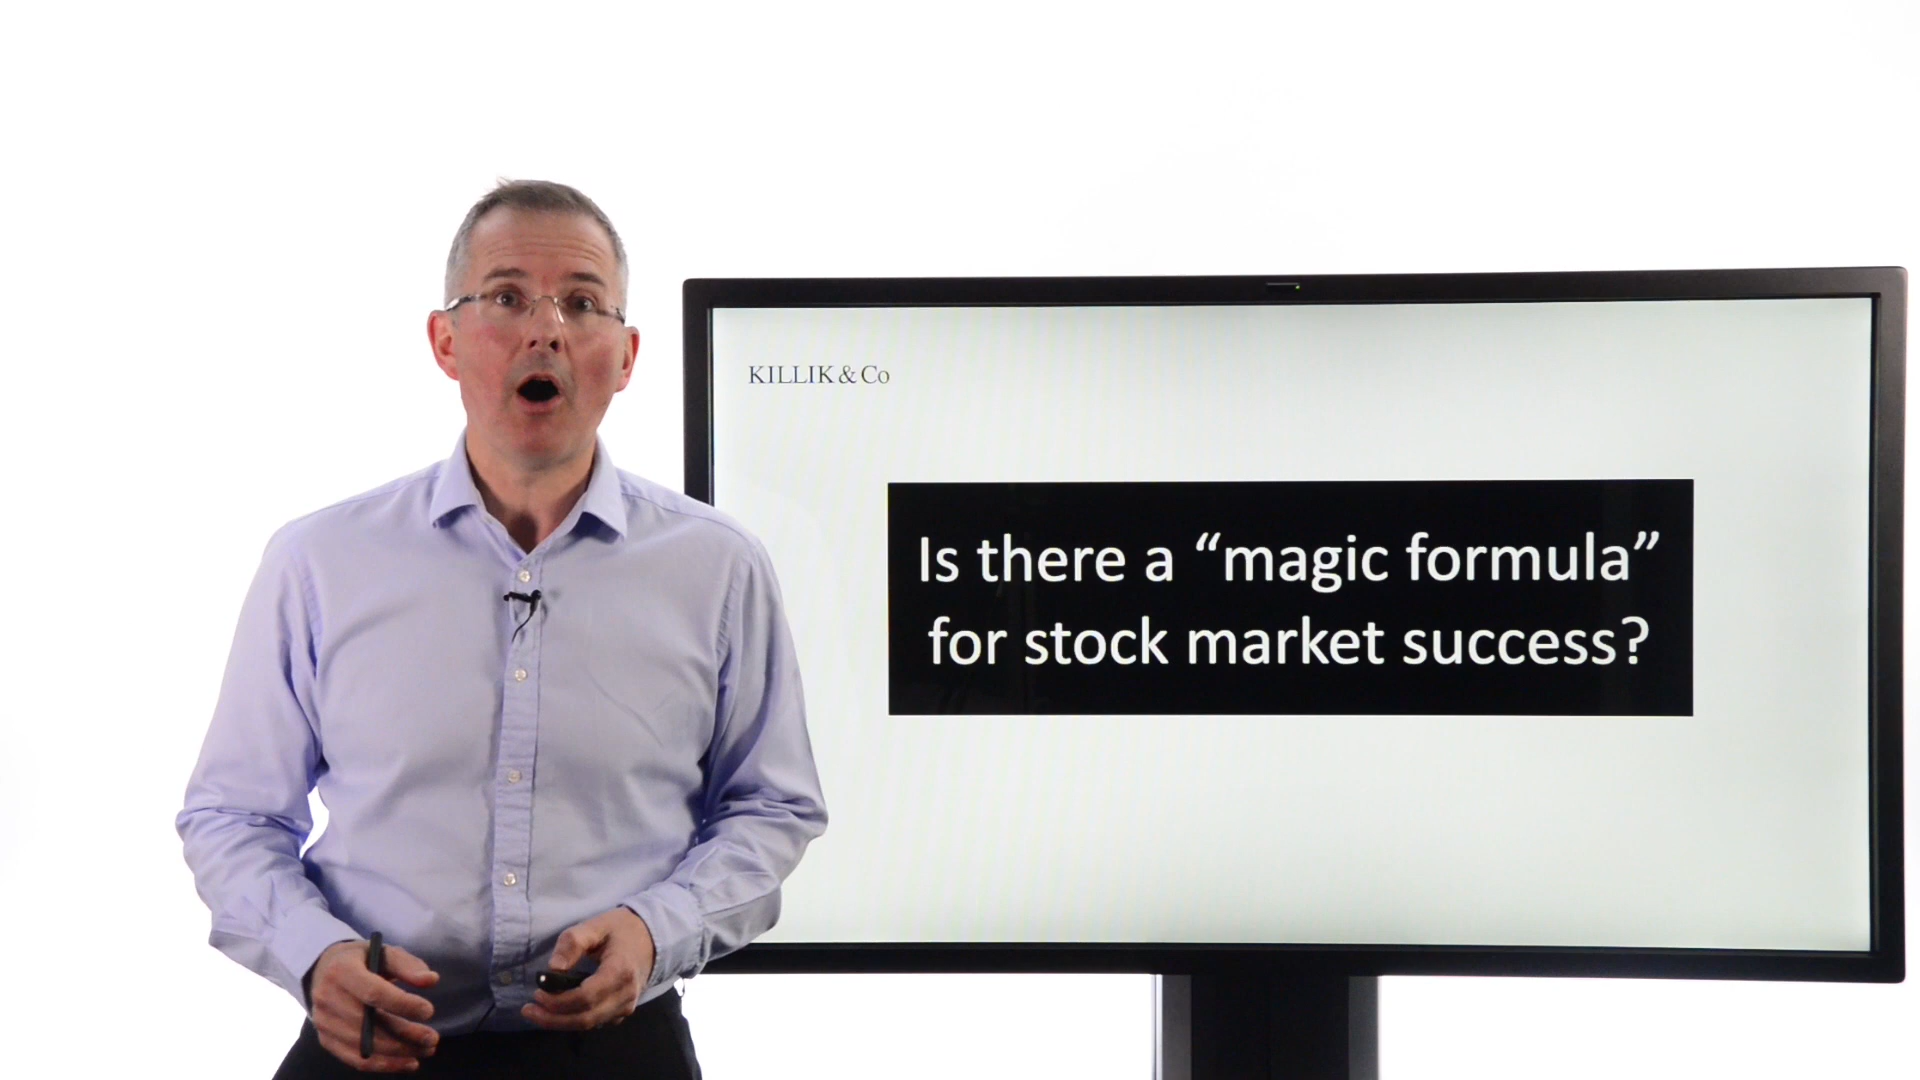 KILLIK & Co
Is there a “magic formula”
for stock market success?